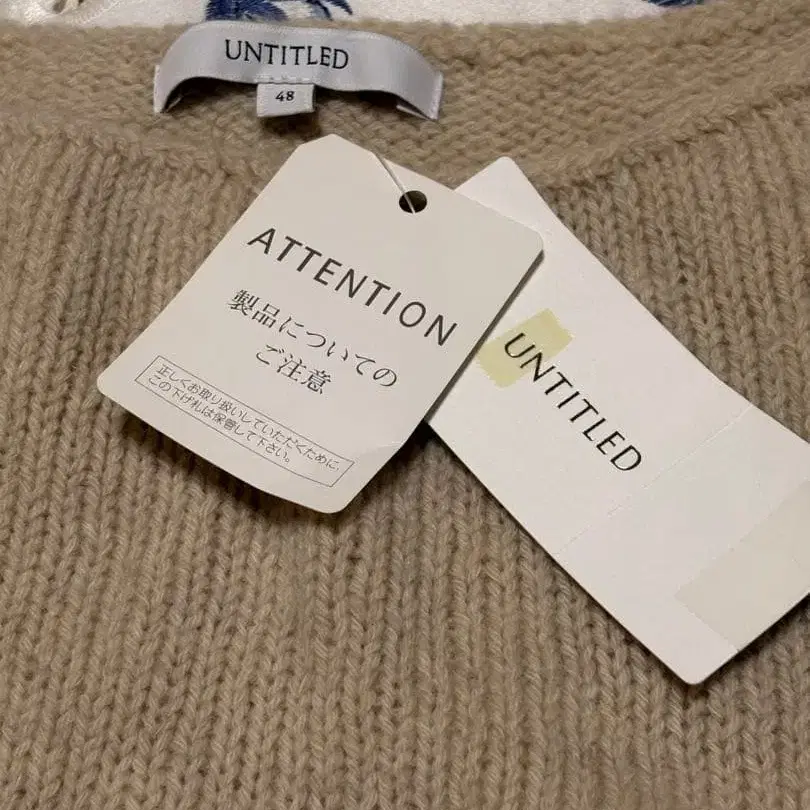 UNTITLED
48
ATTENTION
製品についての
ご注意
正しくお取り扱いしていただくために
この下げ札は保管して下さい。
UNTITLED